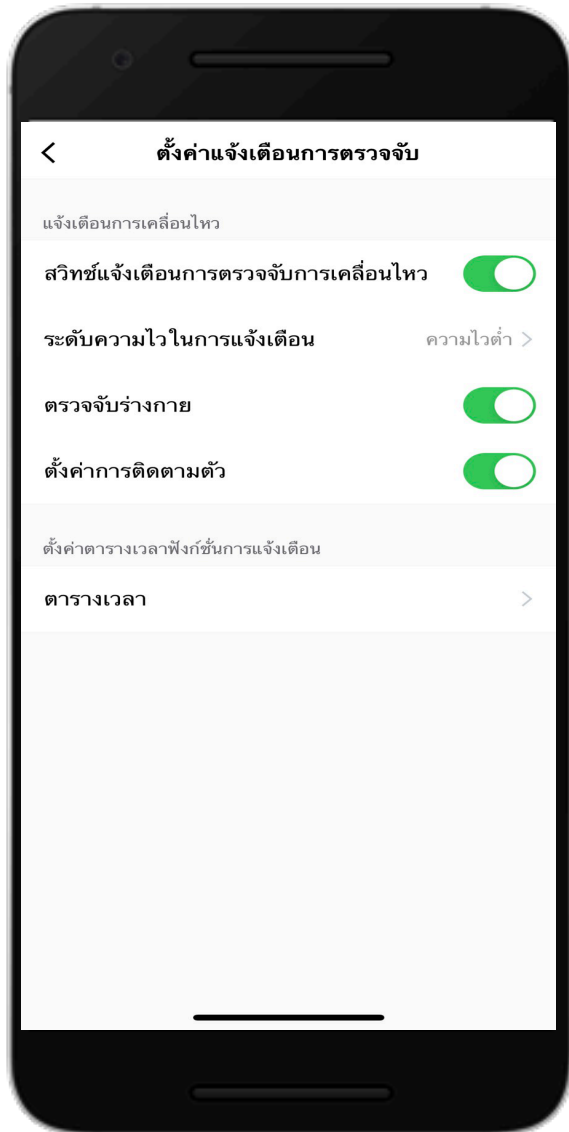 ตั้งค่าแจ้งเตือนการตรวจจับ
แจ้งเตือนการเคลื่อนไหว
สวิทช์แจ้งเตือนการตรวจจับการเคลื่อนไหว
ระดับความไวในการแจ้งเตือน ความไวต่ำ
ตรวจจับร่างกาย
ตั้งค่าการติดตามตัว
ตั้งค่าตารางเวลาฟังก์ชั่นการแจ้งเตือน
ตารางเวลา